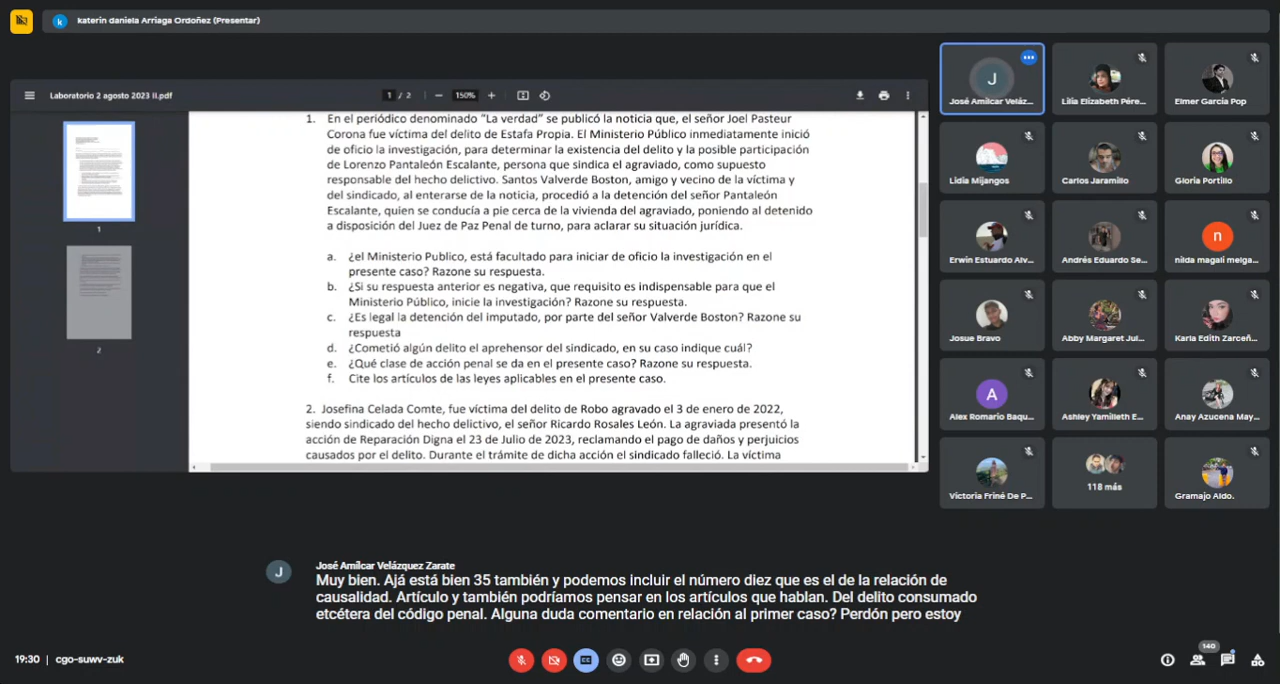 katerin daniela Arriaga Ordoñez (Presentar)
Laboratorio 2 agosto 2023 II.pdf
1 / 2
150%
1. En el periódico denominado "La verdad" se publicó la noticia que, el señor Joel Pasteur
Corona fue víctima del delito de Estafa Propia. El Ministerio Público inmediatamente inició
de oficio la investigación, para determinar la existencia del delito y la posible participación
de Lorenzo Pantaleón Escalante, persona que sindica el agraviado, como supuesto
responsable del hecho delictivo. Santos Valverde Boston, amigo y vecino de la víctima y
del sindicado, al enterarse de la noticia, procedió a la detención del señor Pantaleón
Escalante, quien se conducía a pie cerca de la vivienda del agraviado, poniendo al detenido
a disposición del Juez de Paz Penal de turno, para aclarar su situación jurídica.
a. ¿el Ministerio Publico, está facultado para iniciar de oficio la investigación en el
presente caso? Razone su respuesta.
b. ¿Si su respuesta anterior es negativa, que requisito es indispensable para que el
Ministerio Público, inicie la investigación? Razone su respuesta.
c. ¿Es legal la detención del imputado, por parte del señor Valverde Boston? Razone su
respuesta
d. ¿Cometió algún delito el aprehensor del sindicado, en su caso indique cuál?
e. ¿Qué clase de acción penal se da en el presente caso? Razone su respuesta.
f. Cite los artículos de las leyes aplicables en el presente caso.
2. Josefina Celada Comte, fue víctima del delito de Robo agravado el 3 de enero de 2022,
siendo sindicado del hecho delictivo, el señor Ricardo Rosales León. La agraviada presentó la
acción de Reparación Digna el 23 de Julio de 2023, reclamando el pago de daños y perjuicios
causados por el delito. Durante el trámite de dicha acción el sindicado falleció. La víctima
1
2
J
José Amílcar Veláz...
Lilia Elizabeth Pére...
Elmer García Pop
Lidia Mijangos
Carlos Jaramillo
Gloria Portillo
Erwin Estuardo Alv...
Andrés Eduardo Se...
n
nilda magali melga...
Josue Bravo
Abby Margaret Jul...
Karla Edith Zarceñ...
A
Alex Romario Baqu...
Ashley Yamilleth E...
Anay Azucena May...
Victoria Friné De P...
118 más
Gramajo Aldo.
J
José Amílcar Velázquez Zarate
Muy bien. Ajá está bien 35 también y podemos incluir el número diez que es el de la relación de
causalidad. Artículo y también podríamos pensar en los artículos que hablan. Del delito consumado
etcétera del código penal. Alguna duda comentario en relación al primer caso? Perdón pero estoy
19:30 | cgo-suwv-zuk
140